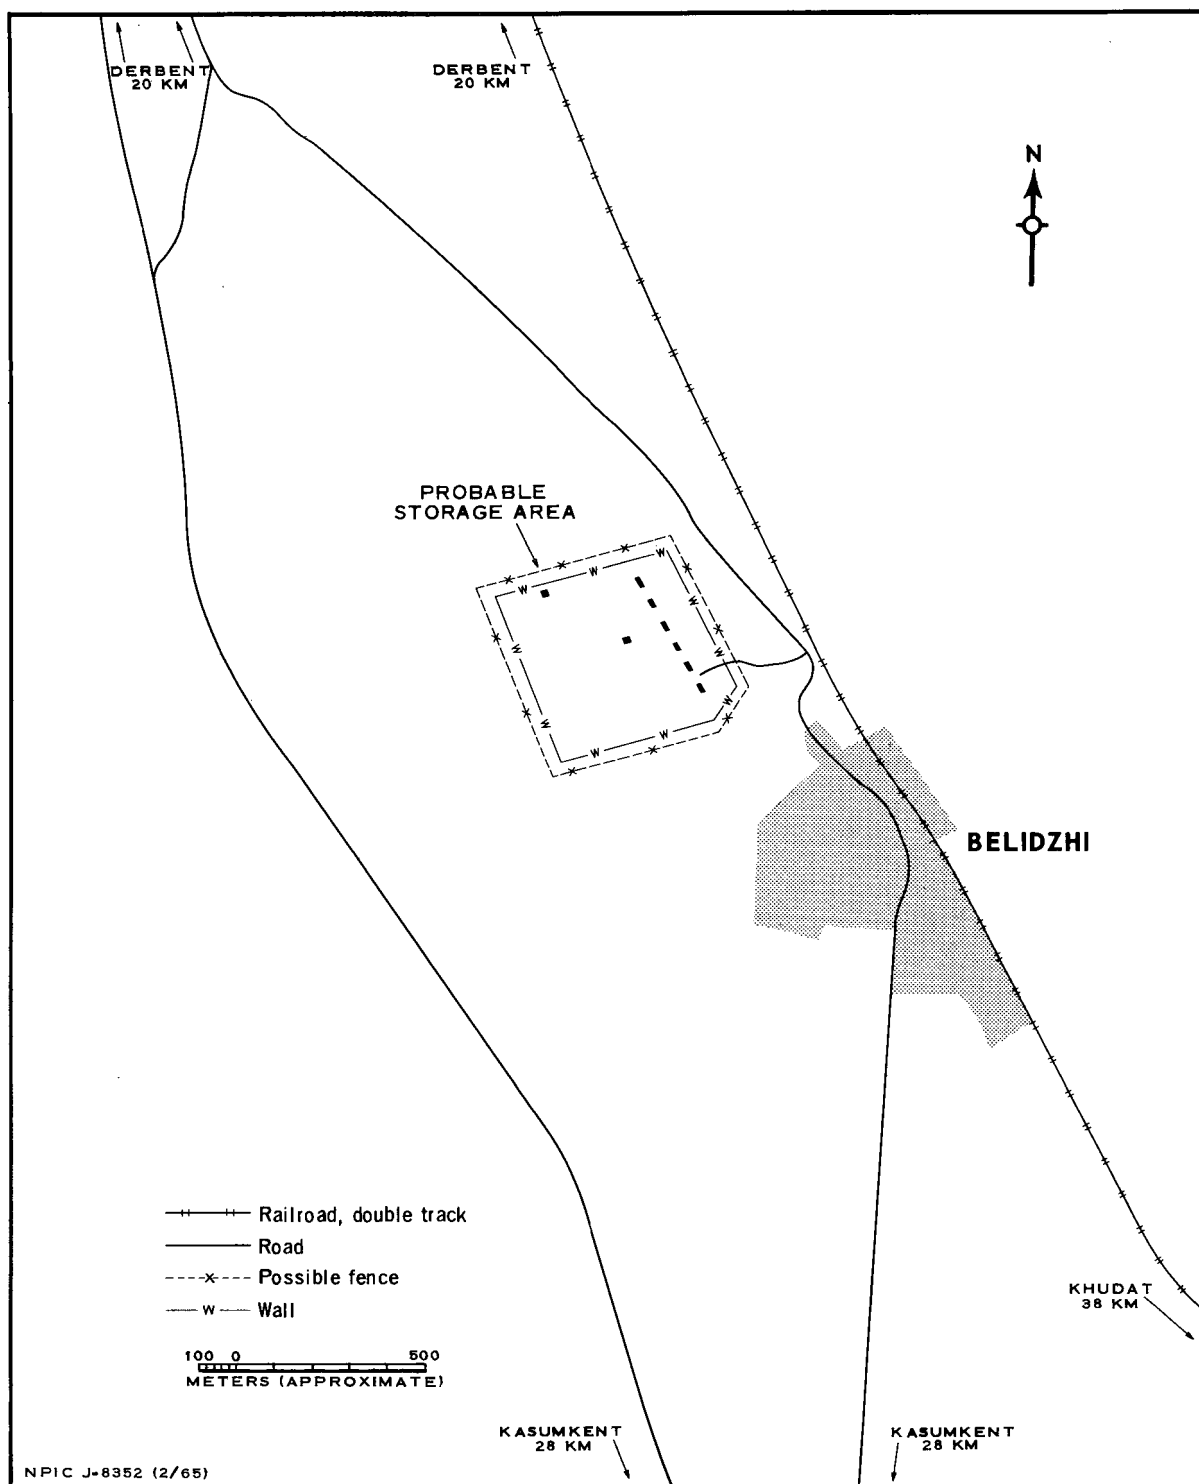 DERBENT
20 KM
DERBENT
20 KM
N
PROBABLE
STORAGE AREA
W
W
W
W
W
W
W
W
W
W
BELIDZHI
Railroad, double track
Road
Possible fence
W Wall
KHUDAT
38 KM
100 0 500
METERS (APPROXIMATE)
KASUMKENT
28 KM
KASUMKENT
28 KM
NPIC J-8352 (2/65)